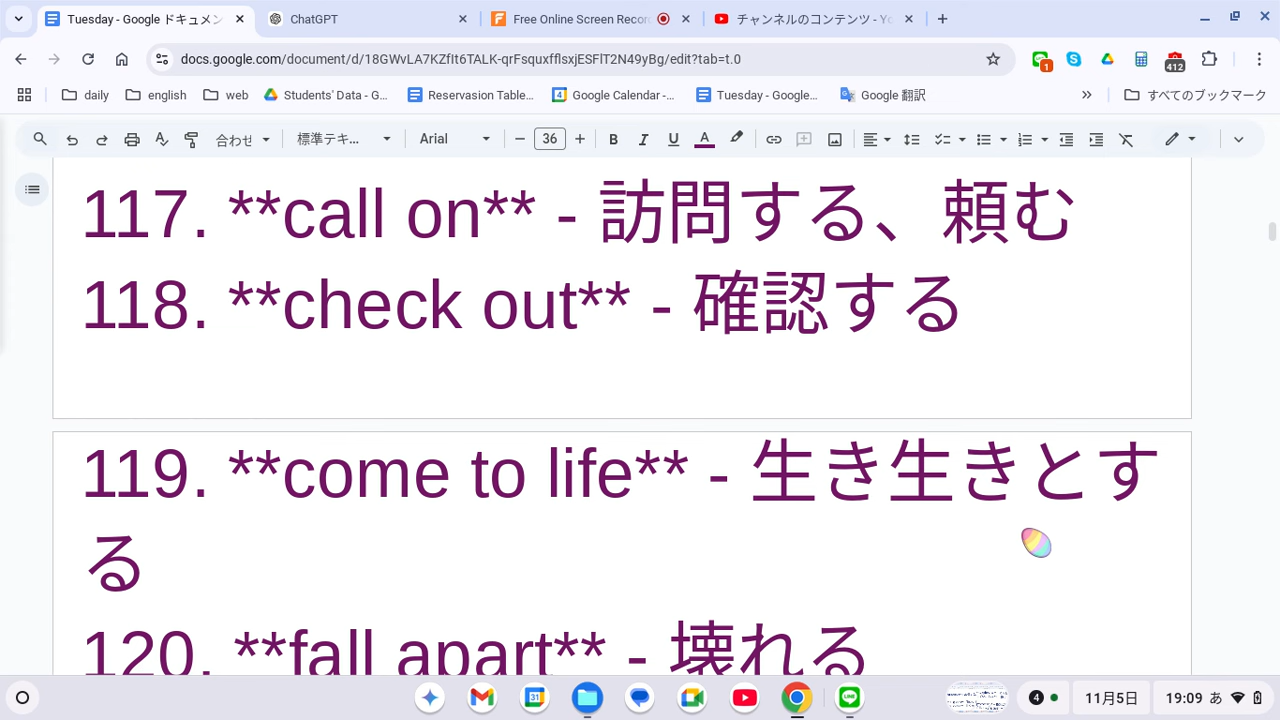 Tuesday - Google ドキュメン
ChatGPT
Free Online Screen Recor
チャンネルのコンテンツ - Yo
docs.google.com/document/d/18GWvLA7KZfIt6TALK-qrFsquxfflsxjESFlT2N49yBg/edit?tab=t.0
1
412
daily
english
web
Students' Data - G...
Reservasion Table...
Google Calendar -...
Tuesday - Google...
Google 翻訳
すべてのブックマーク
合わせ
標準テキ...
Arial
36
117. **call on** - 訪問する、頼む
118. **check out** - 確認する
119. **come to life** - 生き生きとす
る
120. **fall apart** - 壊れる
31
4
11月5日
19:09
あ